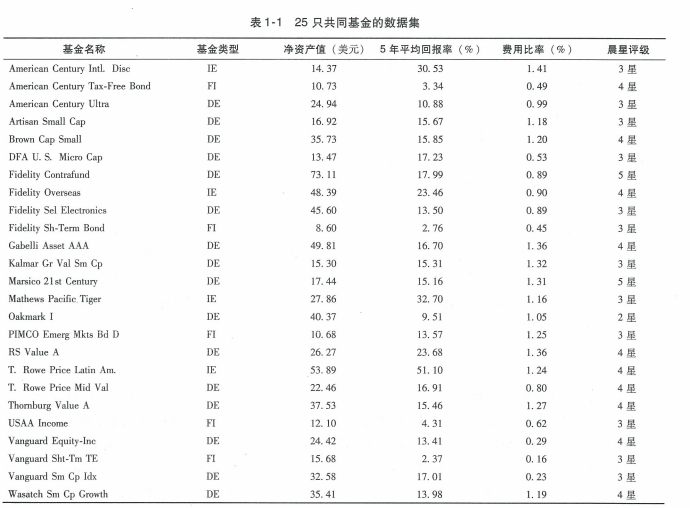 表1-1 25 只共同基金的数据集
基金名称 基金类型 净资产值（美元） 5 年平均回报率（%） 费用比率（%） 晨星评级
American Century Intl. Disc IE 14.37 30.53 1.41 3 星
American Century Tax-Free Bond FI 10.73 3.34 0.49 4 星
American Century Ultra DE 24.94 10.88 0.99 3 星
Artisan Small Cap DE 16.92 15.67 1.18 3 星
Brown Cap Small DE 35.73 15.85 1.20 4 星
DFA U. S. Micro Cap DE 13.47 17.23 0.53 3 星
Fidelity Contrafund DE 73.11 17.99 0.89 5 星
Fidelity Overseas IE 48.39 23.46 0.90 4 星
Fidelity Sel Electronics DE 45.60 13.50 0.89 3 星
Fidelity Sh-Term Bond FI 8.60 2.76 0.45 3 星
Gabelli Asset AAA DE 49.81 16.70 1.36 4 星
Kalmar Gr Val Sm Cp DE 15.30 15.31 1.32 3 星
Marsico 21st Century DE 17.44 15.16 1.31 5 星
Mathews Pacific Tiger IE 27.86 32.70 1.16 3 星
Oakmark I DE 40.37 9.51 1.05 2 星
PIMCO Emerg Mkts Bd D FI 10.68 13.57 1.25 3 星
RS Value A DE 26.27 23.68 1.36 4 星
T. Rowe Price Latin Am. IE 53.89 51.10 1.24 4 星
T. Rowe Price Mid Val DE 22.46 16.91 0.80 4 星
Thornburg Value A DE 37.53 15.46 1.27 4 星
USAA Income FI 12.10 4.31 0.62 3 星
Vanguard Equity-Inc DE 24.42 13.41 0.29 4 星
Vanguard Sht-Tm TE FI 15.68 2.37 0.16 3 星
Vanguard Sm Cp Idx DE 32.58 17.01 0.23 3 星
Wasatch Sm Cp Growth DE 35.41 13.98 1.19 4 星